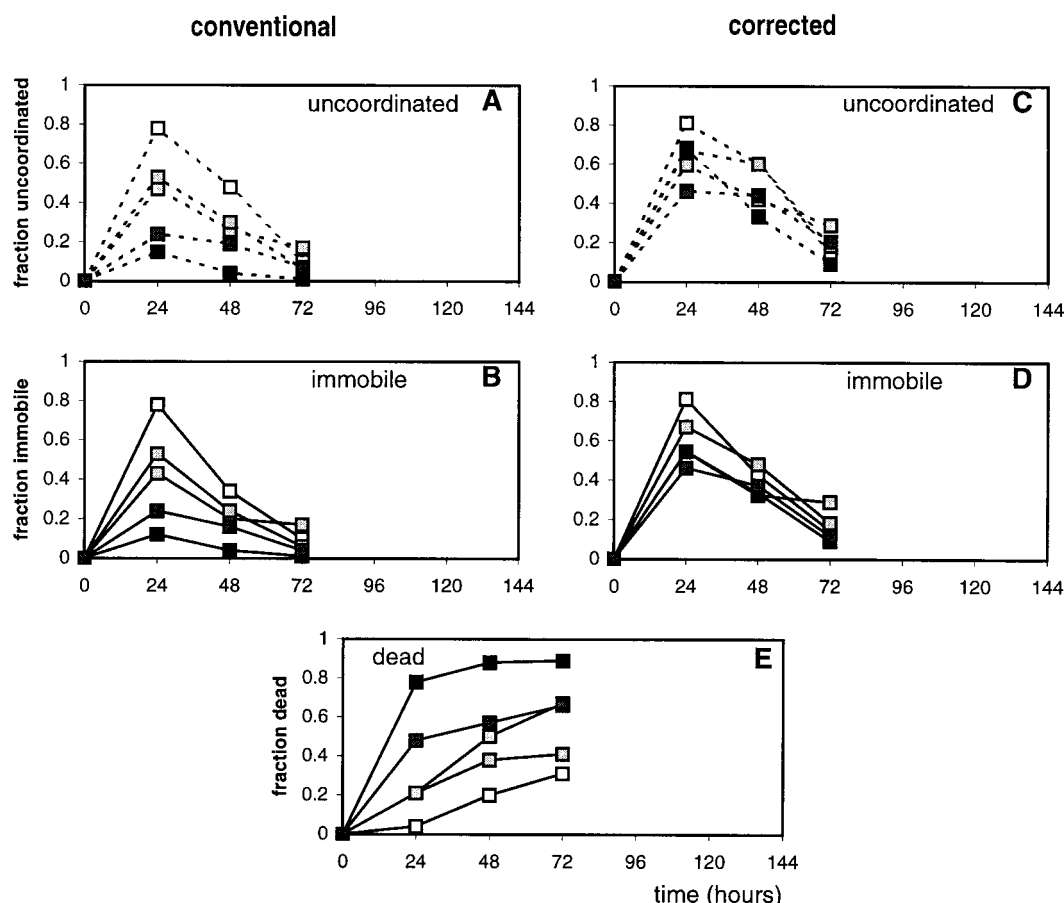 conventional
corrected
fraction uncoordinated
1
0.8
0.6
0.4
0.2
0
uncoordinated A
0 24 48 72 96 120 144
1
0.8
0.6
0.4
0.2
0
uncoordinated C
0 24 48 72 96 120 144
fraction immobile
1
0.8
0.6
0.4
0.2
0
immobile B
0 24 48 72 96 120 144
1
0.8
0.6
0.4
0.2
0
immobile D
0 24 48 72 96 120 144
fraction dead
1
0.8
0.6
0.4
0.2
0
dead E
0 24 48 72 96 120 144
time (hours)